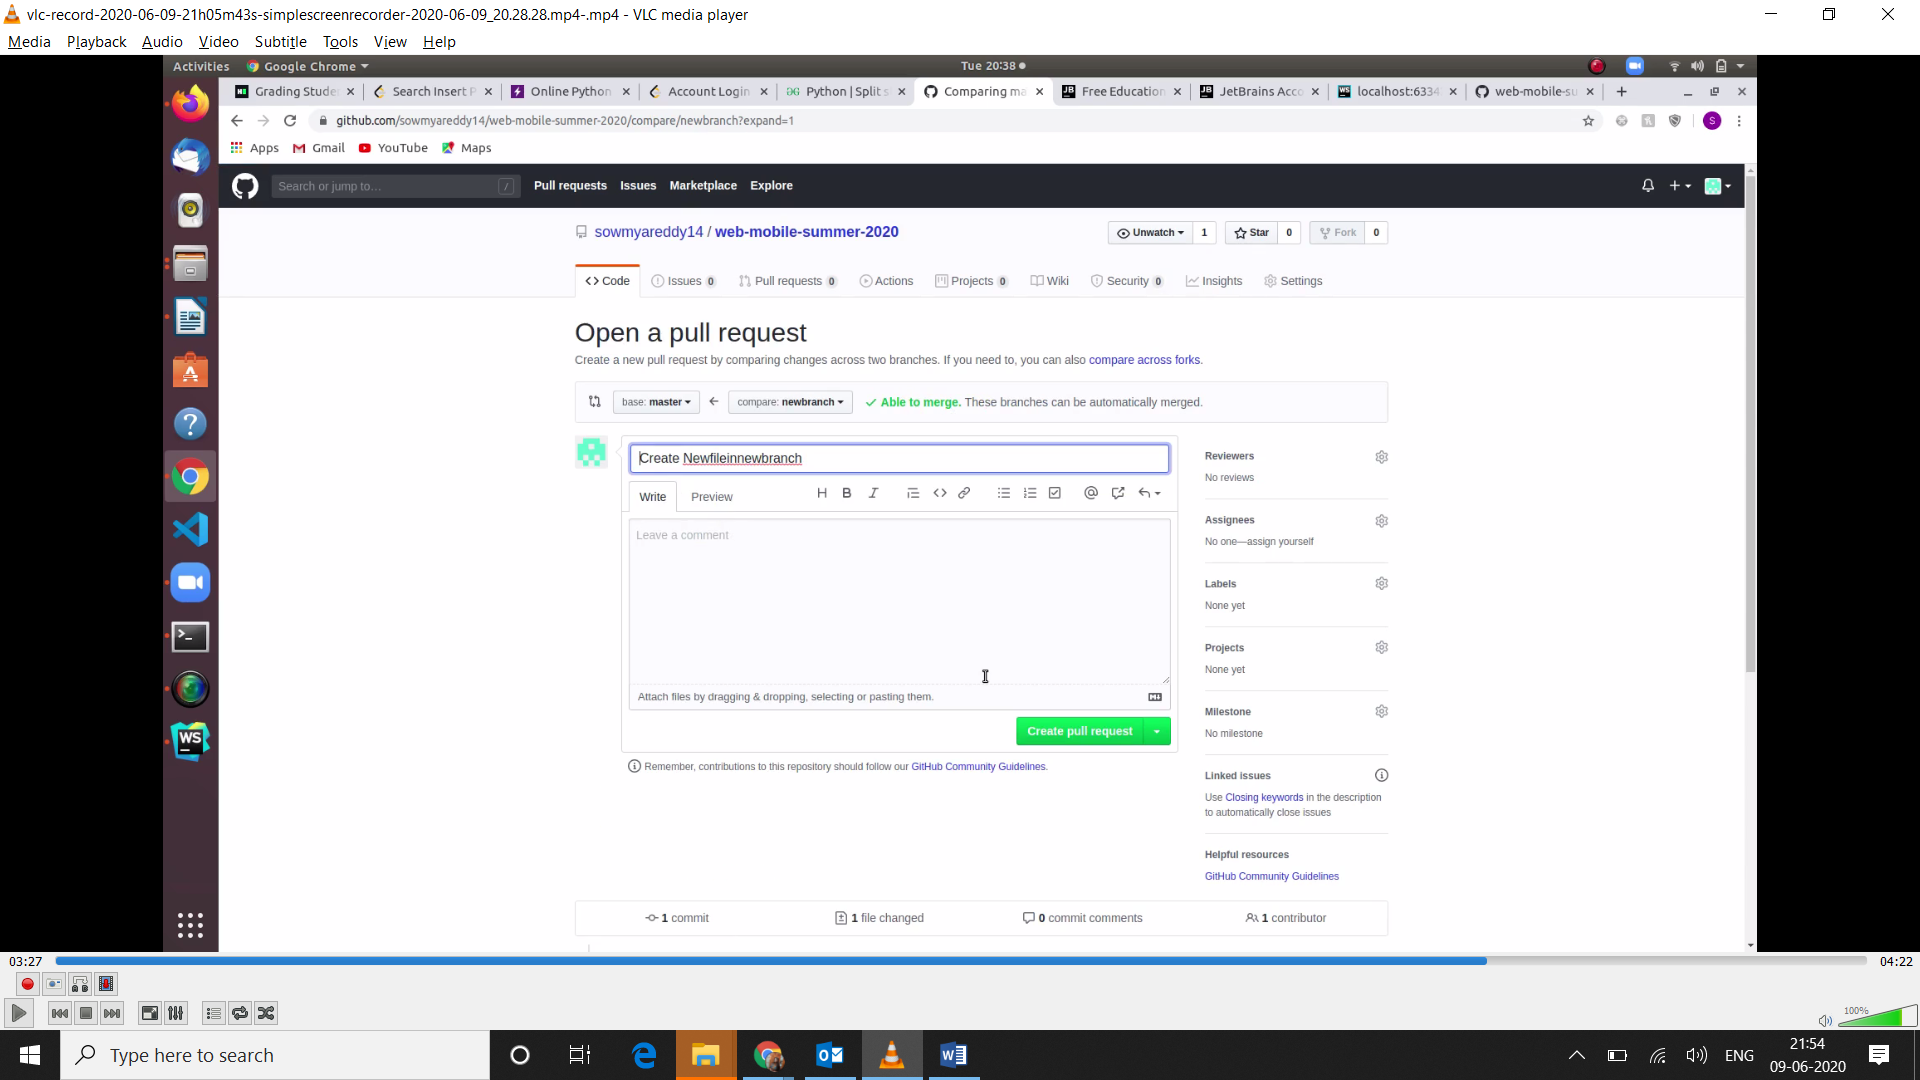 vlc-record-2020-06-09-21h05m43s-simplescreenrecorder-2020-06-09_20.28.28.mp4-.mp4 - VLC media player
Media Playback Audio Video Subtitle Tools View Help
Activities Google Chrome Tue 20:38
Grading Stude Search Insert P Online Python Account Login Python | Split s Comparing ma Free Education JetBrains Acco localhost:6334 web-mobile-su
github.com/sowmyareddy14/web-mobile-summer-2020/compare/newbranch?expand=1 S
Apps Gmail YouTube Maps
Search or jump to... / Pull requests Issues Marketplace Explore
sowmyareddy14 / web-mobile-summer-2020 Unwatch 1 Star 0 Fork 0
Code Issues 0 Pull requests 0 Actions Projects 0 Wiki Security 0 Insights Settings
Open a pull request
Create a new pull request by comparing changes across two branches. If you need to, you can also compare across forks.
base: master compare: newbranch Able to merge. These branches can be automatically merged.
Create Newfileinnewbranch
Write Preview H B I
Leave a comment
Attach files by dragging & dropping, selecting or pasting them.
Create pull request
Remember, contributions to this repository should follow our GitHub Community Guidelines.
Reviewers
No reviews
Assignees
No one—assign yourself
Labels
None yet
Projects
None yet
Milestone
No milestone
Linked issues
Use Closing keywords in the description
to automatically close issues
Helpful resources
GitHub Community Guidelines
1 commit 1 file changed 0 commit comments 1 contributor
03:27 04:22
100%
Type here to search
ENG
21:54
09-06-2020